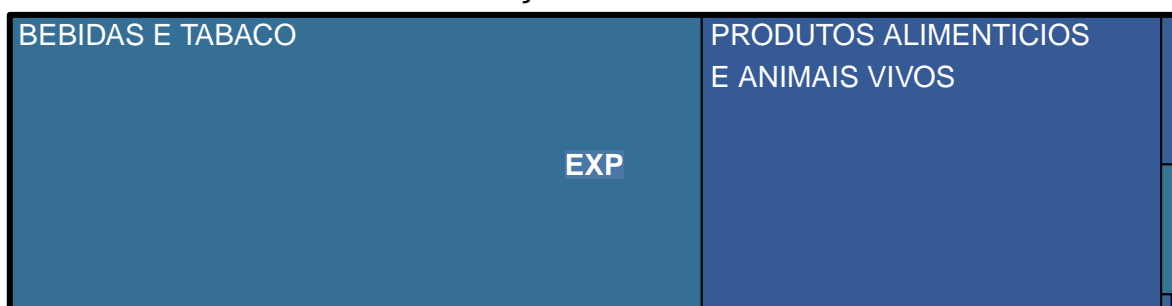 BEBIDAS E TABACO
PRODUTOS ALIMENTICIOS
E ANIMAIS VIVOS
EXP